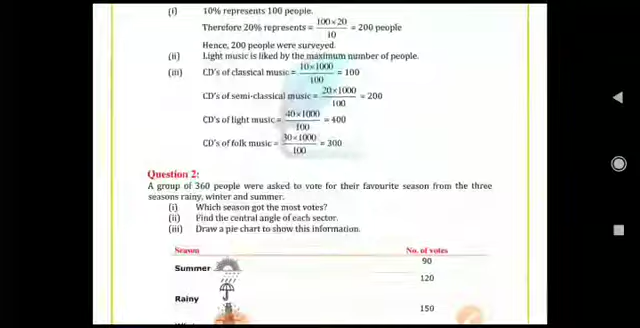 (i) 10% represents 100 people.
Therefore 20% represents = 100×20 / 10 = 200 people
Hence, 200 people were surveyed.
(ii) Light music is liked by the maximum number of people.
(iii) CD's of classical music = 10×1000 / 100 = 100
CD's of semi-classical music = 20×1000 / 100 = 200
CD's of light music = 40×1000 / 100 = 400
CD's of folk music = 30×1000 / 100 = 300
Question 2:
A group of 360 people were asked to vote for their favourite season from the three
seasons rainy, winter and summer.
(i) Which season got the most votes?
(ii) Find the central angle of each sector.
(iii) Draw a pie chart to show this information.
Season No. of votes
Summer 90
120
Rainy
150